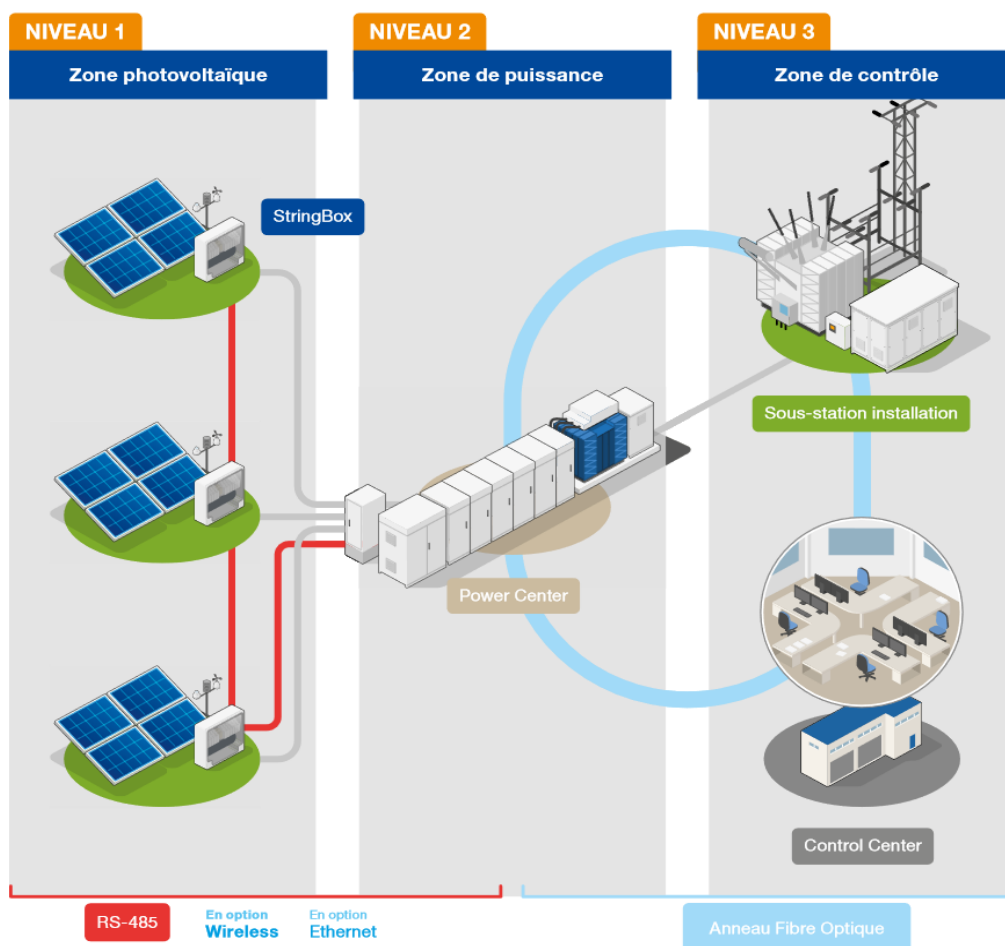 NIVEAU 1
Zone photovoltaïque
NIVEAU 2
Zone de puissance
NIVEAU 3
Zone de contrôle
StringBox
Sous-station installation
Power Center
Control Center
RS-485
En option
Wireless
En option
Ethernet
Anneau Fibre Optique